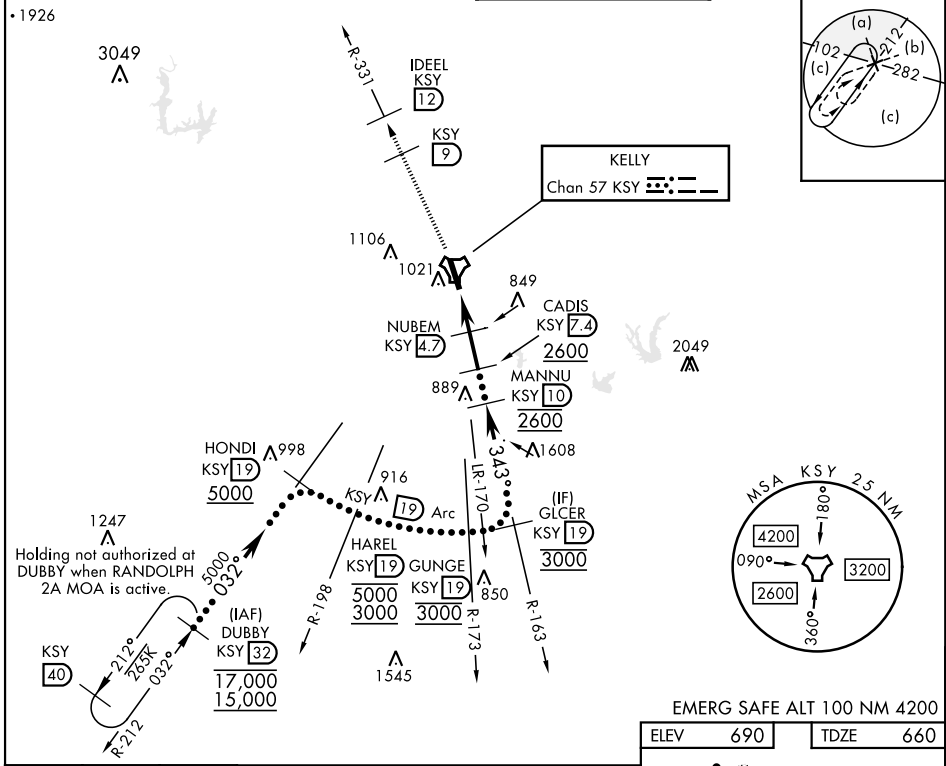 1926
3049
R-331
IDEEL
KSY 12
KSY
9
KELLY
Chan 57 KSY
(a)
212
102
(b)
(c)
282
(c)
1106
1021
849
CADIS
KSY 7.4
2600
NUBEM
KSY 4.7
2049
889
MANNU
KSY 10
2600
1608
343°
LR-170
HONDI
KSY 19
5000
998
916
KSY 19 Arc
(IF)
GLCER
KSY 19
3000
HAREL
KSY 19
5000
3000
GUNGE
KSY 19
3000
850
R-198
R-173
R-163
1545
1247
Holding not authorized at
DUBBY when RANDOLPH
2A MOA is active.
5000
032°
(IAF)
DUBBY
KSY 32
17,000
15,000
212°
265K
032°
KSY
40
R-212
MSA KSY 25 NM
180°
4200
090°
3200
2600
360°
EMERG SAFE ALT 100 NM 4200
ELEV 690
TDZE 660